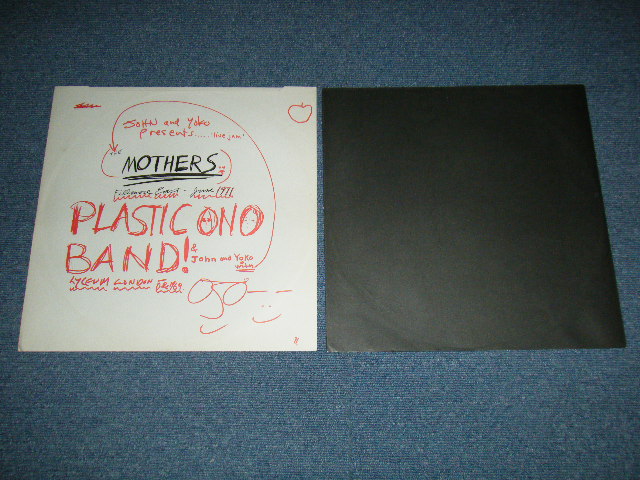 JOHN and YOKO
Presents..... 'live jam'
THE
MOTHERS
Fillmore East - June 1971
PLASTIC ONO
BAND!
& John and YOKO
LYCEUM LONDON